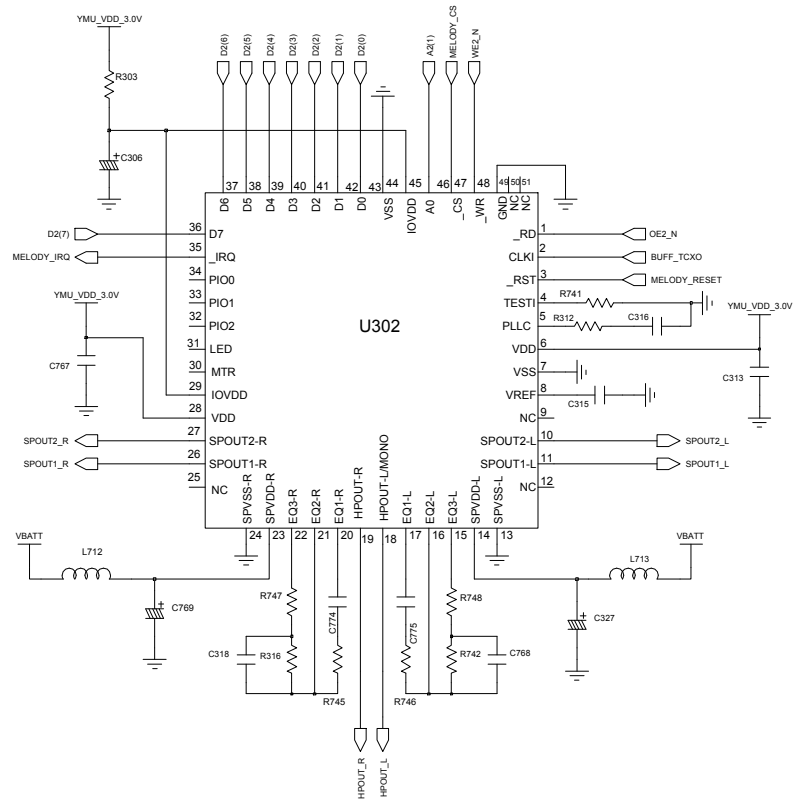 YMU_VDD_3.0V
R303
C306
D2(6)
D2(5)
D2(4)
D2(3)
D2(2)
D2(1)
D2(0)
A2(1)
MELODY_CS
WE2_N
37
38
39
40
41
42
43
44
45
46
47
48
49
50
51
D6
D5
D4
D3
D2
D1
D0
VSS
IOVDD
A0
_CS
_WR
GND
NC
NC
D2(7)
36
D7
MELODY_IRQ
35
_IRQ
34
PIO0
33
PIO1
32
PIO2
31
LED
30
MTR
29
IOVDD
28
VDD
SPOUT2_R
27
SPOUT2-R
SPOUT1_R
26
SPOUT1-R
25
NC
YMU_VDD_3.0V
C767
U302
_RD
1
OE2_N
CLKI
2
BUFF_TCXO
_RST
3
MELODY_RESET
TESTI
4
R741
PLLC
5
R312
C316
VDD
6
YMU_VDD_3.0V
C313
VSS
7
VREF
8
C315
NC
9
SPOUT2-L
10
SPOUT2_L
SPOUT1-L
11
SPOUT1_L
NC
12
SPVSS-R
SPVDD-R
EQ3-R
EQ2-R
EQ1-R
HPOUT-R
HPOUT-L/MONO
EQ1-L
EQ2-L
EQ3-L
SPVDD-L
SPVSS-L
24
23
22
21
20
19
18
17
16
15
14
13
VBATT
L712
C769
R747
C318
R316
C774
R745
C775
R746
R748
R742
C768
C327
L713
VBATT
HPOUT_R
HPOUT_L